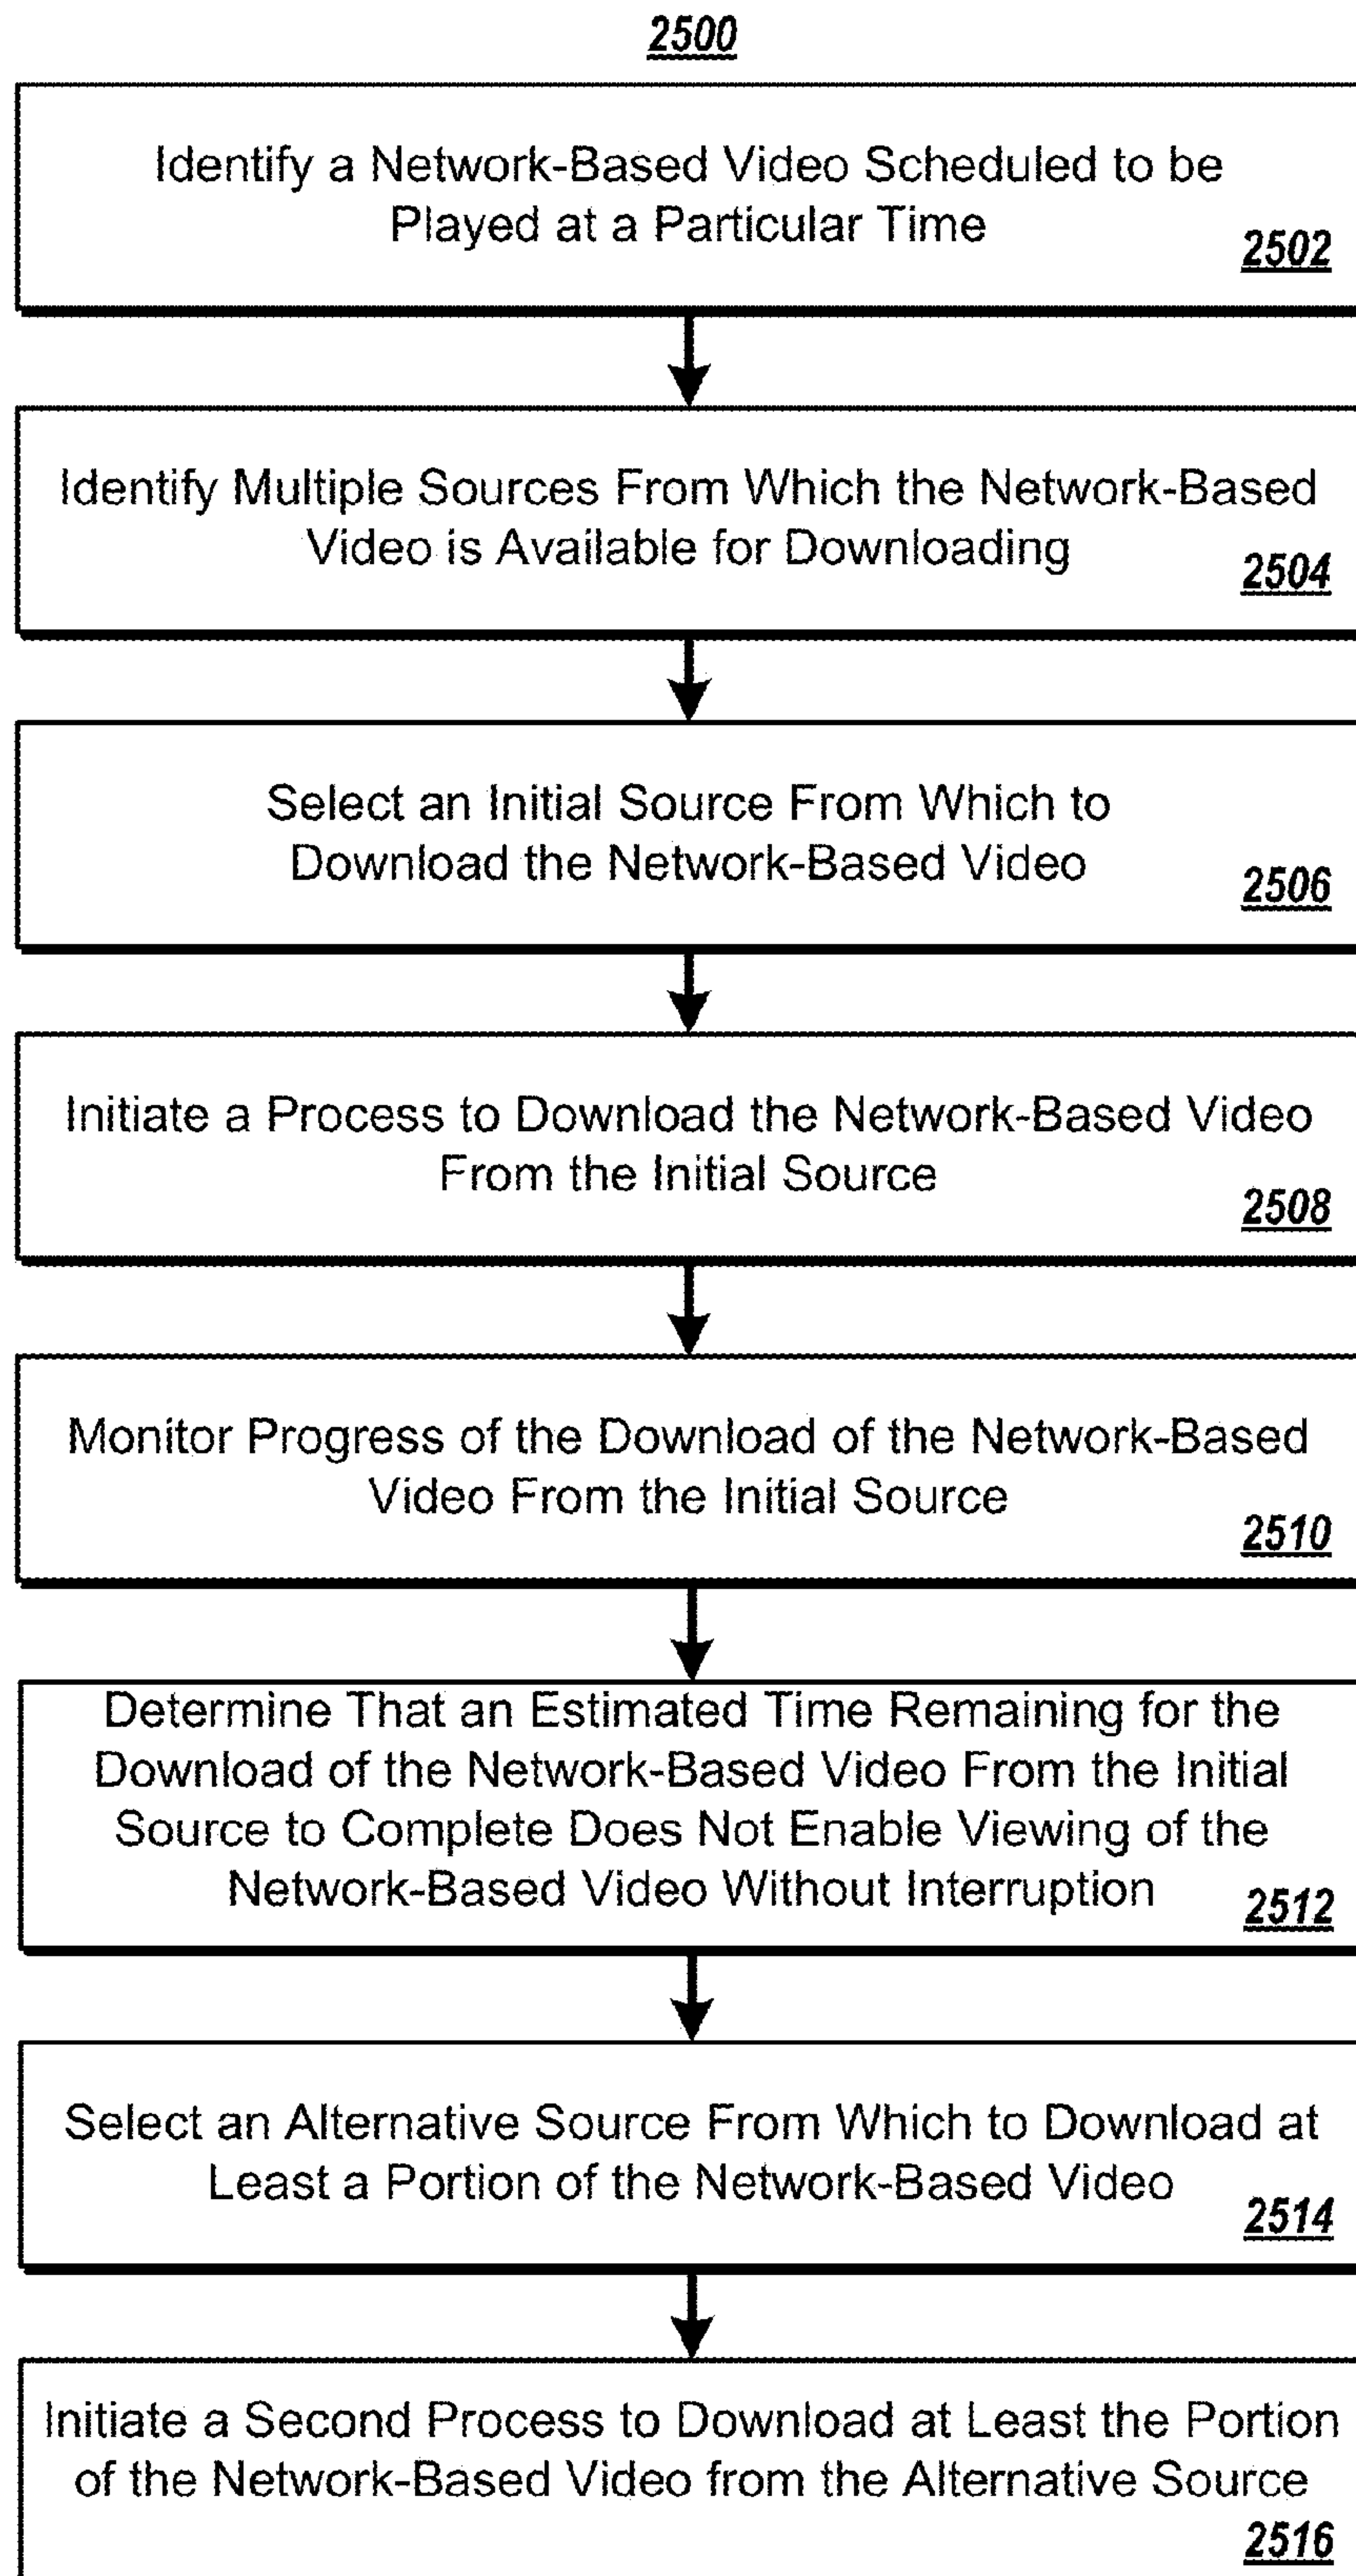 2500
Identify a Network-Based Video Scheduled to be
Played at a Particular Time
2502
Identify Multiple Sources From Which the Network-Based
Video is Available for Downloading
2504
Select an Initial Source From Which to
Download the Network-Based Video
2506
Initiate a Process to Download the Network-Based Video
From the Initial Source
2508
Monitor Progress of the Download of the Network-Based
Video From the Initial Source
2510
Determine That an Estimated Time Remaining for the
Download of the Network-Based Video From the Initial
Source to Complete Does Not Enable Viewing of the
Network-Based Video Without Interruption
2512
Select an Alternative Source From Which to Download at
Least a Portion of the Network-Based Video
2514
Initiate a Second Process to Download at Least the Portion
of the Network-Based Video from the Alternative Source
2516